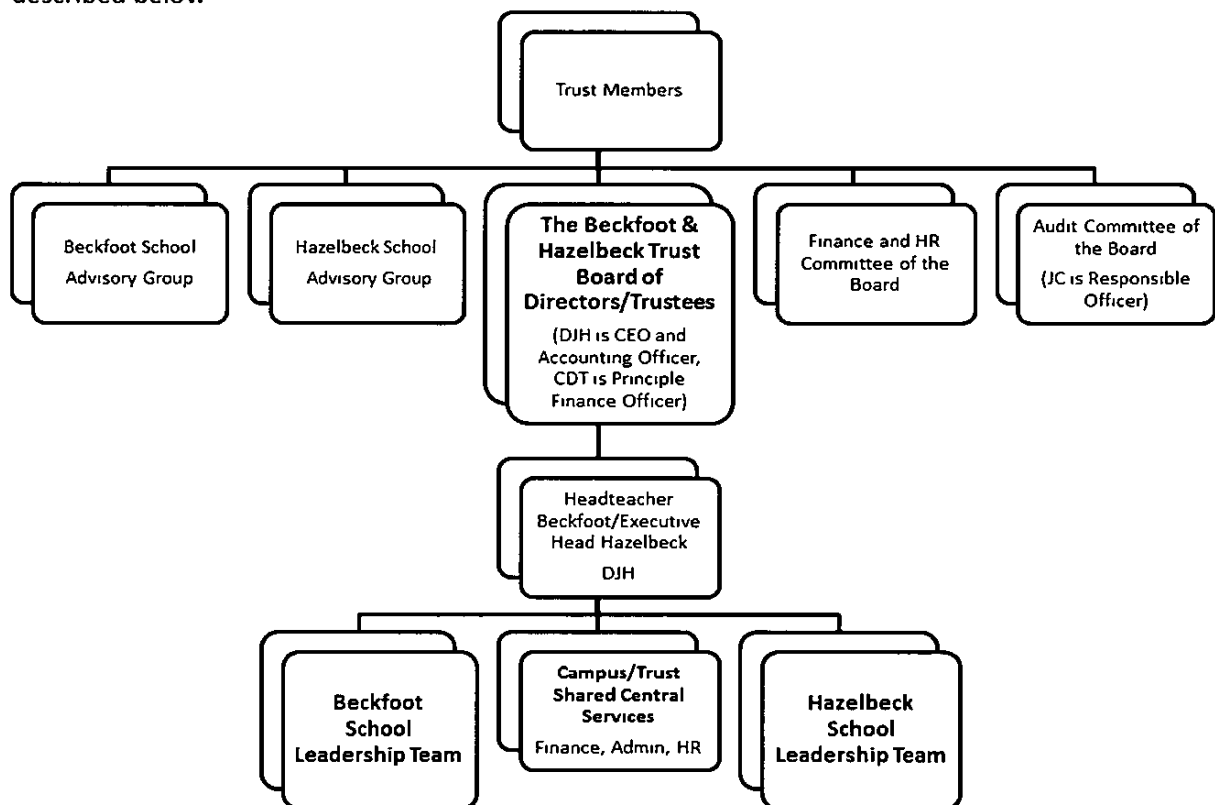 described below
Trust Members
Beckfoot School
Advisory Group
Hazelbeck School
Advisory Group
The Beckfoot &
Hazelbeck Trust
Board of
Directors/Trustees
(DJH is CEO and
Accounting Officer,
CDT is Principle
Finance Officer)
Finance and HR
Committee of the
Board
Audit Committee of
the Board
(JC is Responsible
Officer)
Headteacher
Beckfoot/Executive
Head Hazelbeck
DJH
Beckfoot
School
Leadership Team
Campus/Trust
Shared Central
Services
Finance, Admin, HR
Hazelbeck
School
Leadership Team